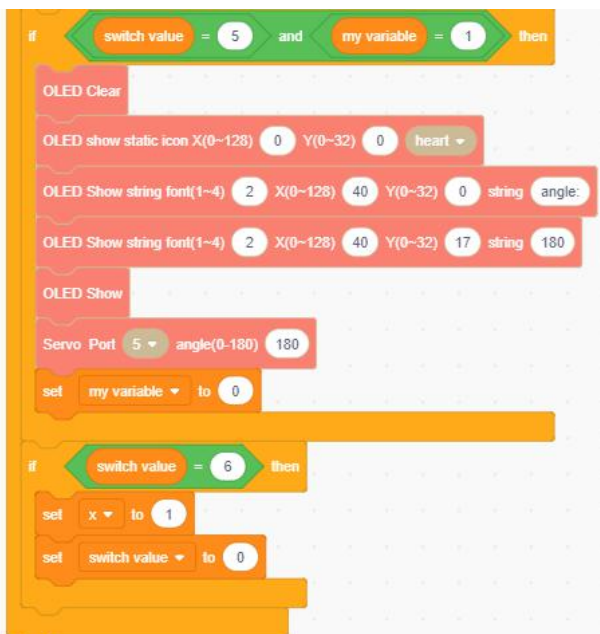 if switch value = 5 and my variable = 1 then
OLED Clear
OLED show static icon X(0~128) 0 Y(0~32) 0 heart
OLED Show string font(1~4) 2 X(0~128) 40 Y(0~32) 0 string angle:
OLED Show string font(1~4) 2 X(0~128) 40 Y(0~32) 17 string 180
OLED Show
Servo Port 5 angle(0-180) 180
set my variable to 0
if switch value = 6 then
set x to 1
set switch value to 0